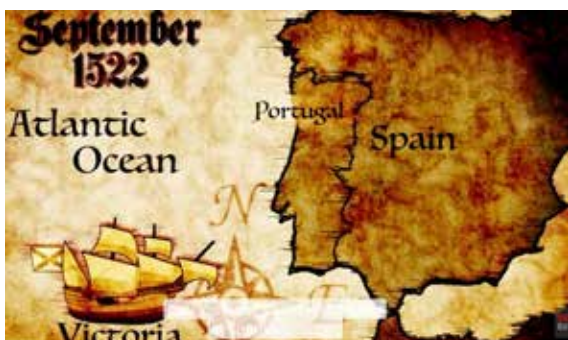 September
1522
Atlantic
Ocean
Portugal
Spain
N
E
Victoria